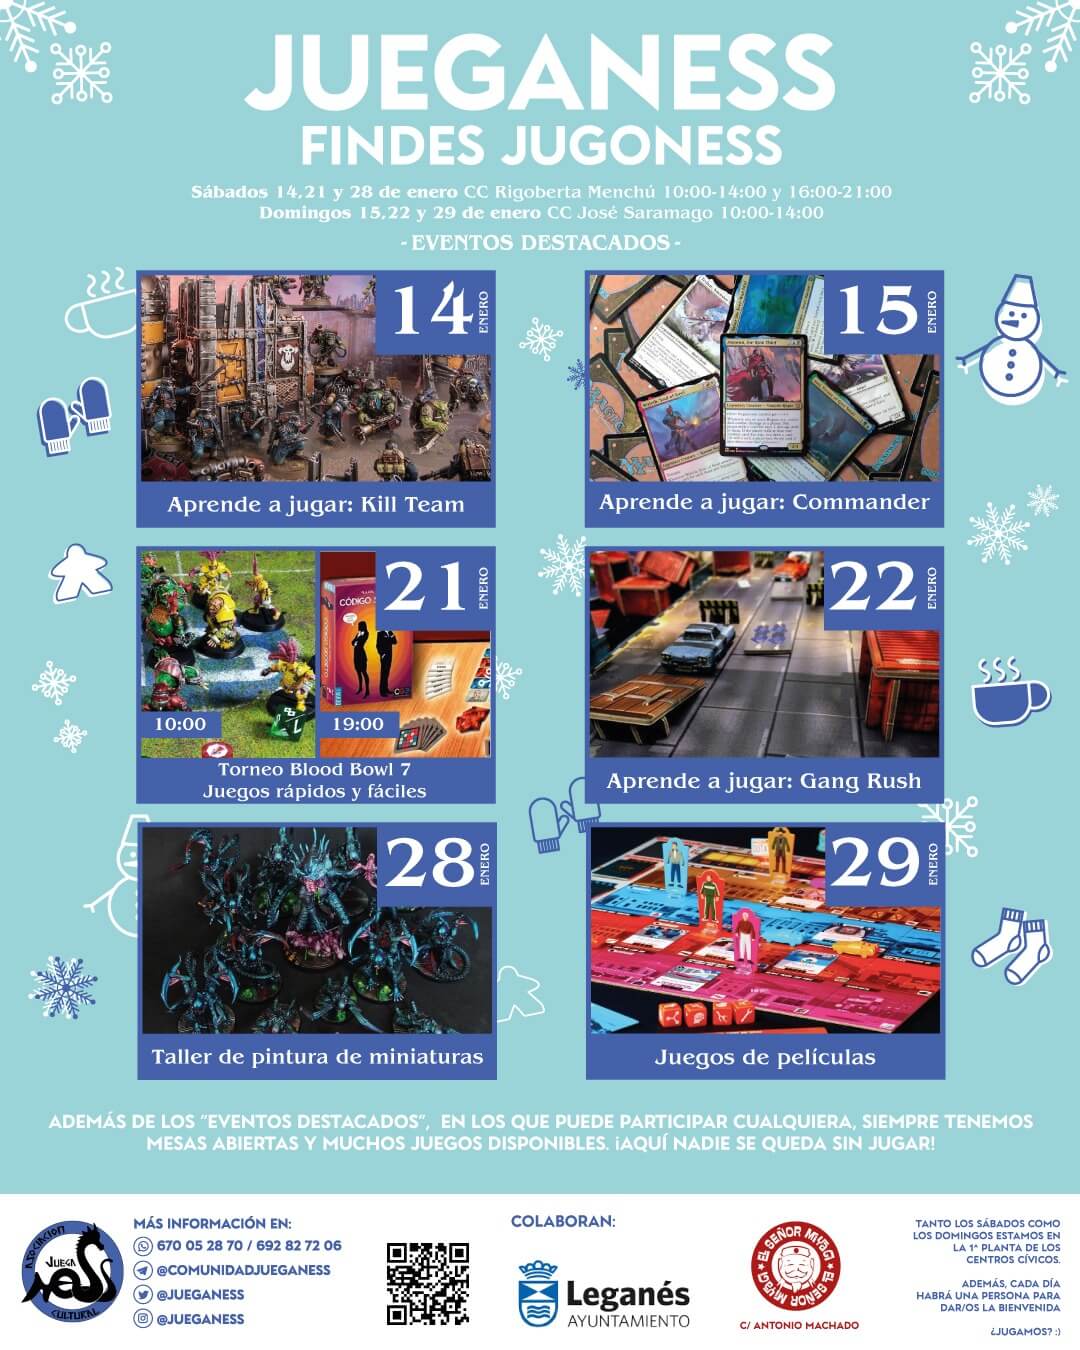 JUEGANESS
FINDES JUGONESS
Sábados 14,21 y 28 de enero CC Rigoberta Menchú 10:00-14:00 y 16:00-21:00
Domingos 15,22 y 29 de enero CC José Saramago 10:00-14:00
- EVENTOS DESTACADOS -
14 ENERO
Aprende a jugar: Kill Team
15 ENERO
Aprende a jugar: Commander
21 ENERO
CÓDIGO
10:00
19:00
Torneo Blood Bowl 7
Juegos rápidos y fáciles
22 ENERO
Aprende a jugar: Gang Rush
28 ENERO
Taller de pintura de miniaturas
29 ENERO
Juegos de películas
ADEMÁS DE LOS "EVENTOS DESTACADOS", EN LOS QUE PUEDE PARTICIPAR CUALQUIERA, SIEMPRE TENEMOS
MESAS ABIERTAS Y MUCHOS JUEGOS DISPONIBLES. ¡AQUÍ NADIE SE QUEDA SIN JUGAR!
ASOCIACION
JUEGA
NESS
CULTURAL
MÁS INFORMACIÓN EN:
670 05 28 70 / 692 82 72 06
@COMUNIDADJUEGANESS
@JUEGANESS
@JUEGANESS
COLABORAN:
Leganés
AYUNTAMIENTO
EL SEÑOR MIYAGI EL SEÑOR MIYAGI
C/ ANTONIO MACHADO
TANTO LOS SÁBADOS COMO
LOS DOMINGOS ESTAMOS EN
LA 1ª PLANTA DE LOS
CENTROS CÍVICOS.
ADEMÁS, CADA DÍA
HABRÁ UNA PERSONA PARA
DAR/OS LA BIENVENIDA
¿JUGAMOS? :)